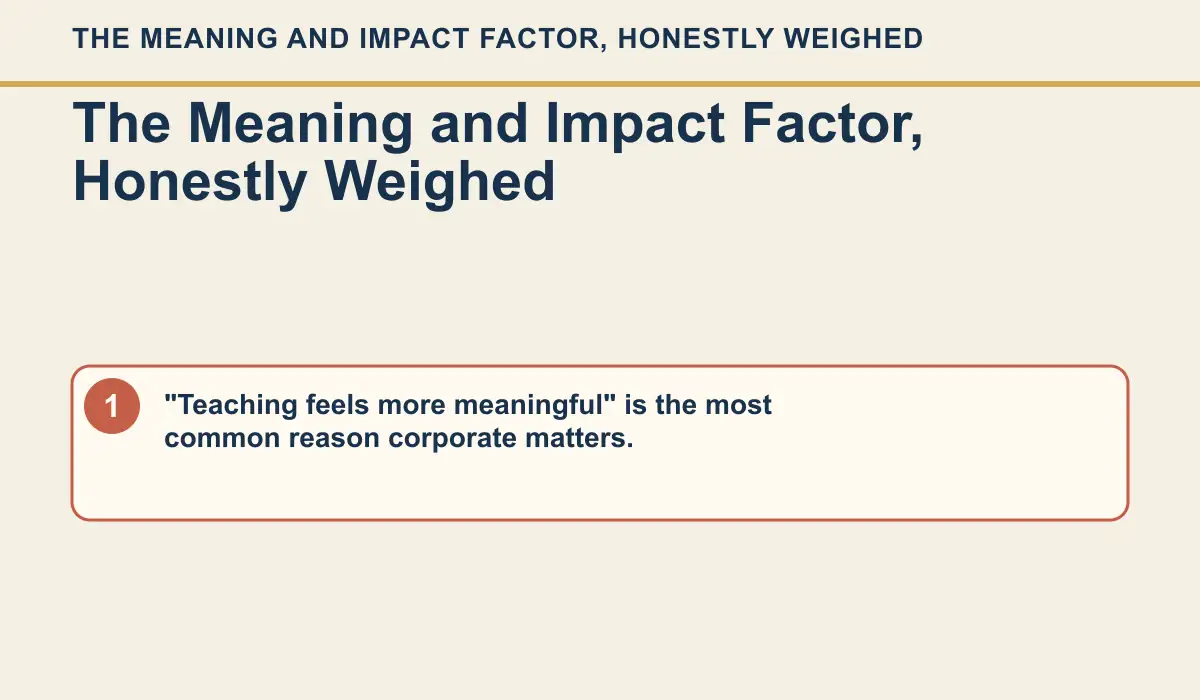 THE MEANING AND IMPACT FACTOR, HONESTLY WEIGHED
The Meaning and Impact Factor,
Honestly Weighed
1
"Teaching feels more meaningful" is the most
common reason corporate matters.